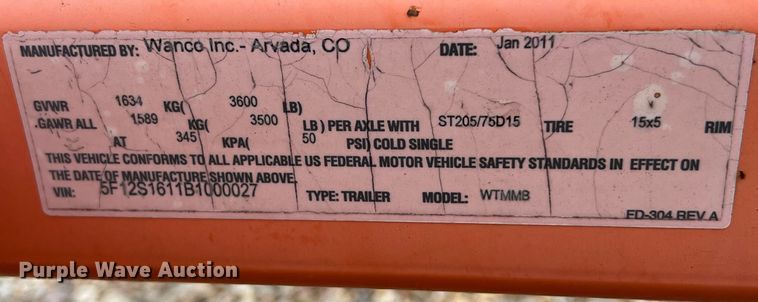 MANUFACTURED BY: Wanco Inc.- Arvada, CO DATE: Jan 2011
GVWR 1634 KG( 3600 LB)
.GAWR ALL 1589 KG( 3500 LB ) PER AXLE WITH ST205/75D15 TIRE 15x5 RIM
AT 345 KPA( 50 PSI) COLD SINGLE
THIS VEHICLE CONFORMS TO ALL APPLICABLE US FEDERAL MOTOR VEHICLE SAFETY STANDARDS IN EFFECT ON
THE DATE OF MANUFACTURE SHOWN ABOVE.
VIN: 5F12S1611B1000027 TYPE: TRAILER MODEL: WTMMB
FD-304 REV A
Purple Wave Auction